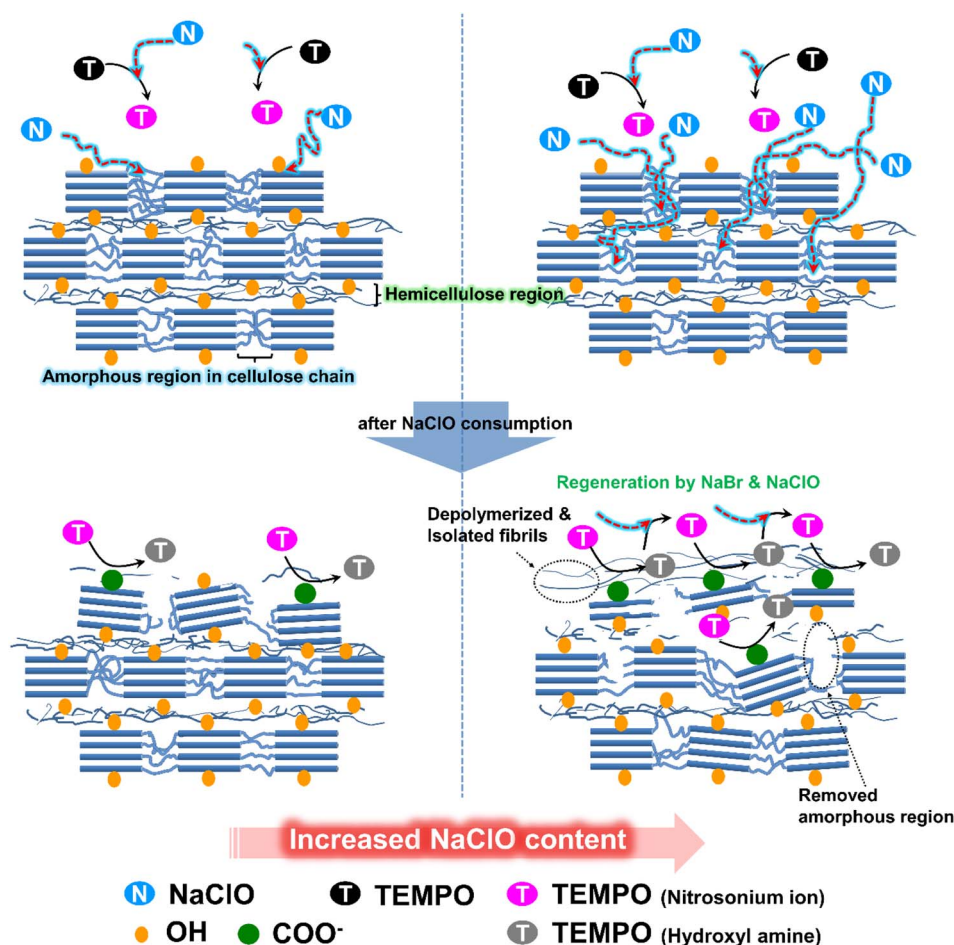 N
N
T
T
T
T
N
N
T
T
T
T
N
N
N
N
N
Hemicellulose region
Amorphous region in cellulose chain
after NaClO consumption
Regeneration by NaBr & NaClO
Depolymerized &
Isolated fibrils
T
T
T
T
T
T
T
T
T
T
T
T
Removed
amorphous region
Increased NaClO content
N NaClO
T TEMPO
T TEMPO (Nitrosonium ion)
OH
COO-
T TEMPO (Hydroxyl amine)